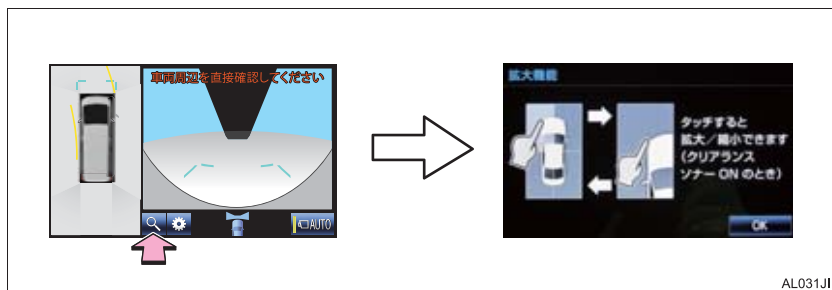 車両周辺を直接確認してください
AUTO
拡大機能
タッチすると
拡大／縮小できます
(クリアランス
ソナー ON のとき)
OK
AL031JI